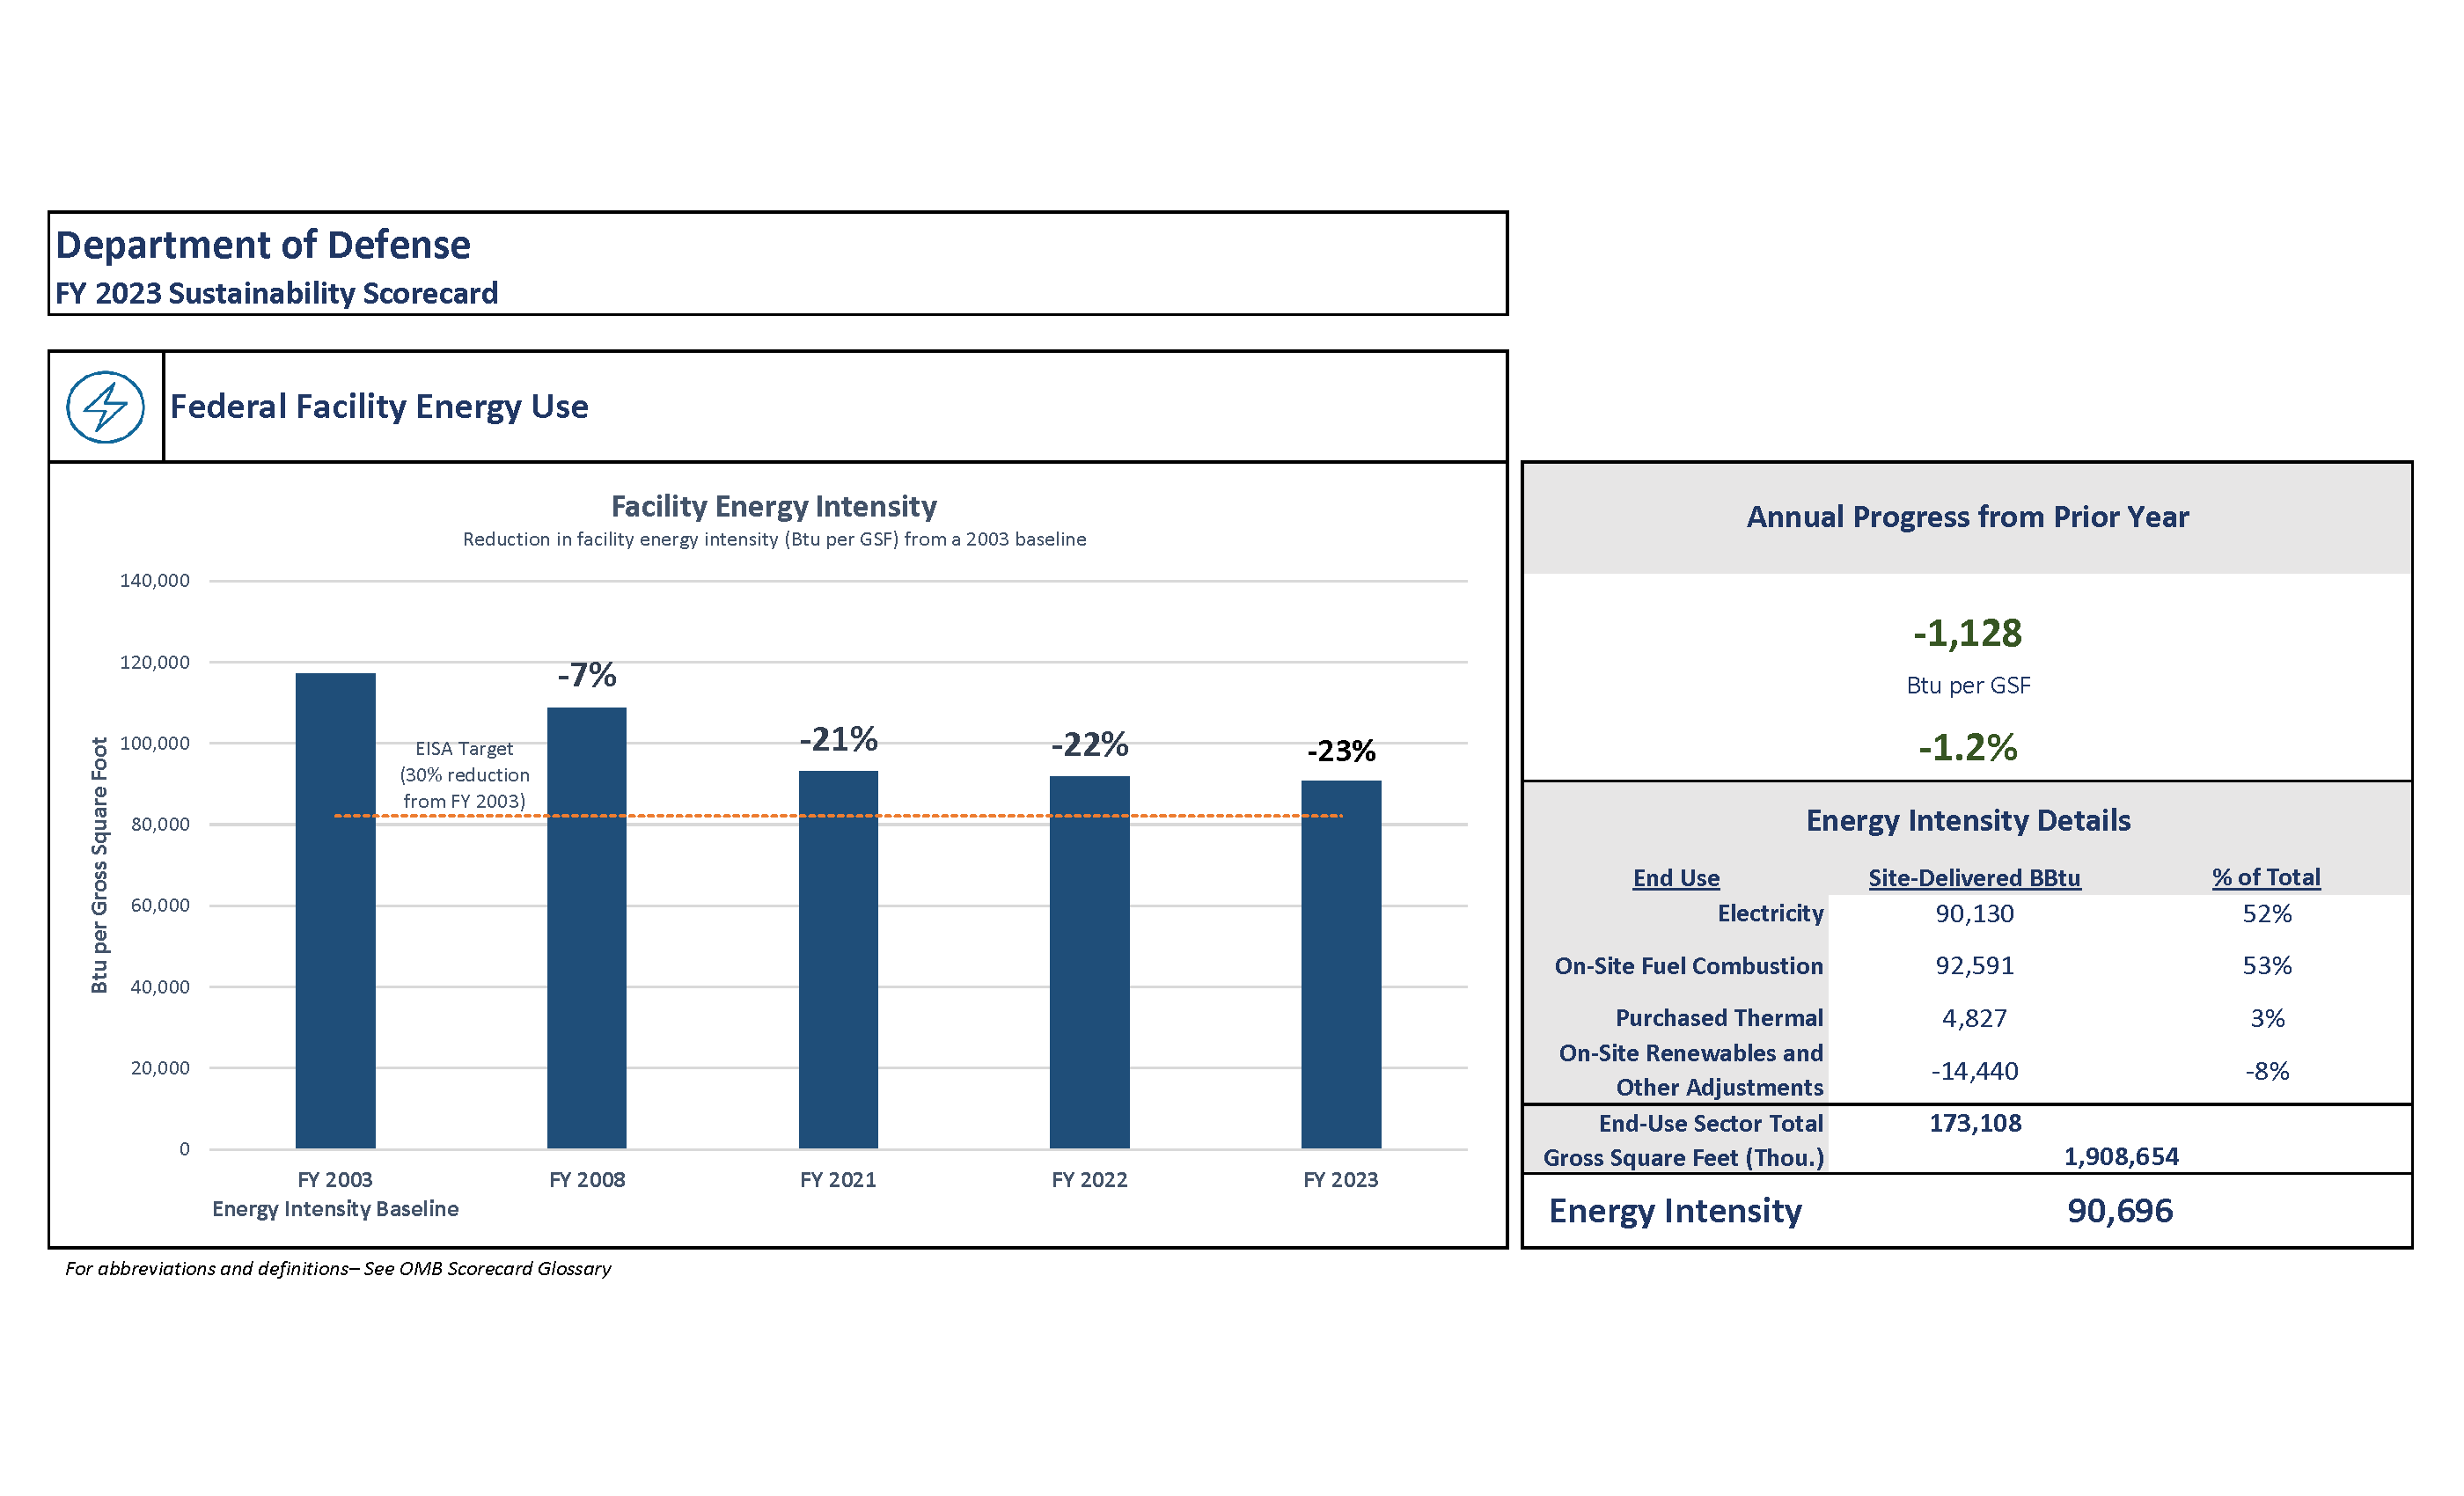 Department of Defense
FY 2023 Sustainability Scorecard
Federal Facility Energy Use
Facility Energy Intensity
Reduction in facility energy intensity (Btu per GSF) from a 2003 baseline
Btu per Gross Square Foot
140,000
120,000
100,000
80,000
60,000
40,000
20,000
0
-7%
-21%
-22%
-23%
EISA Target
(30% reduction
from FY 2003)
FY 2003
FY 2008
FY 2021
FY 2022
FY 2023
Energy Intensity Baseline
Annual Progress from Prior Year
-1,128
Btu per GSF
-1.2%
Energy Intensity Details
End Use Site-Delivered BBtu % of Total
Electricity 90,130 52%
On-Site Fuel Combustion 92,591 53%
Purchased Thermal 4,827 3%
On-Site Renewables and
Other Adjustments -14,440 -8%
End-Use Sector Total 173,108
Gross Square Feet (Thou.) 1,908,654
Energy Intensity 90,696
For abbreviations and definitions– See OMB Scorecard Glossary